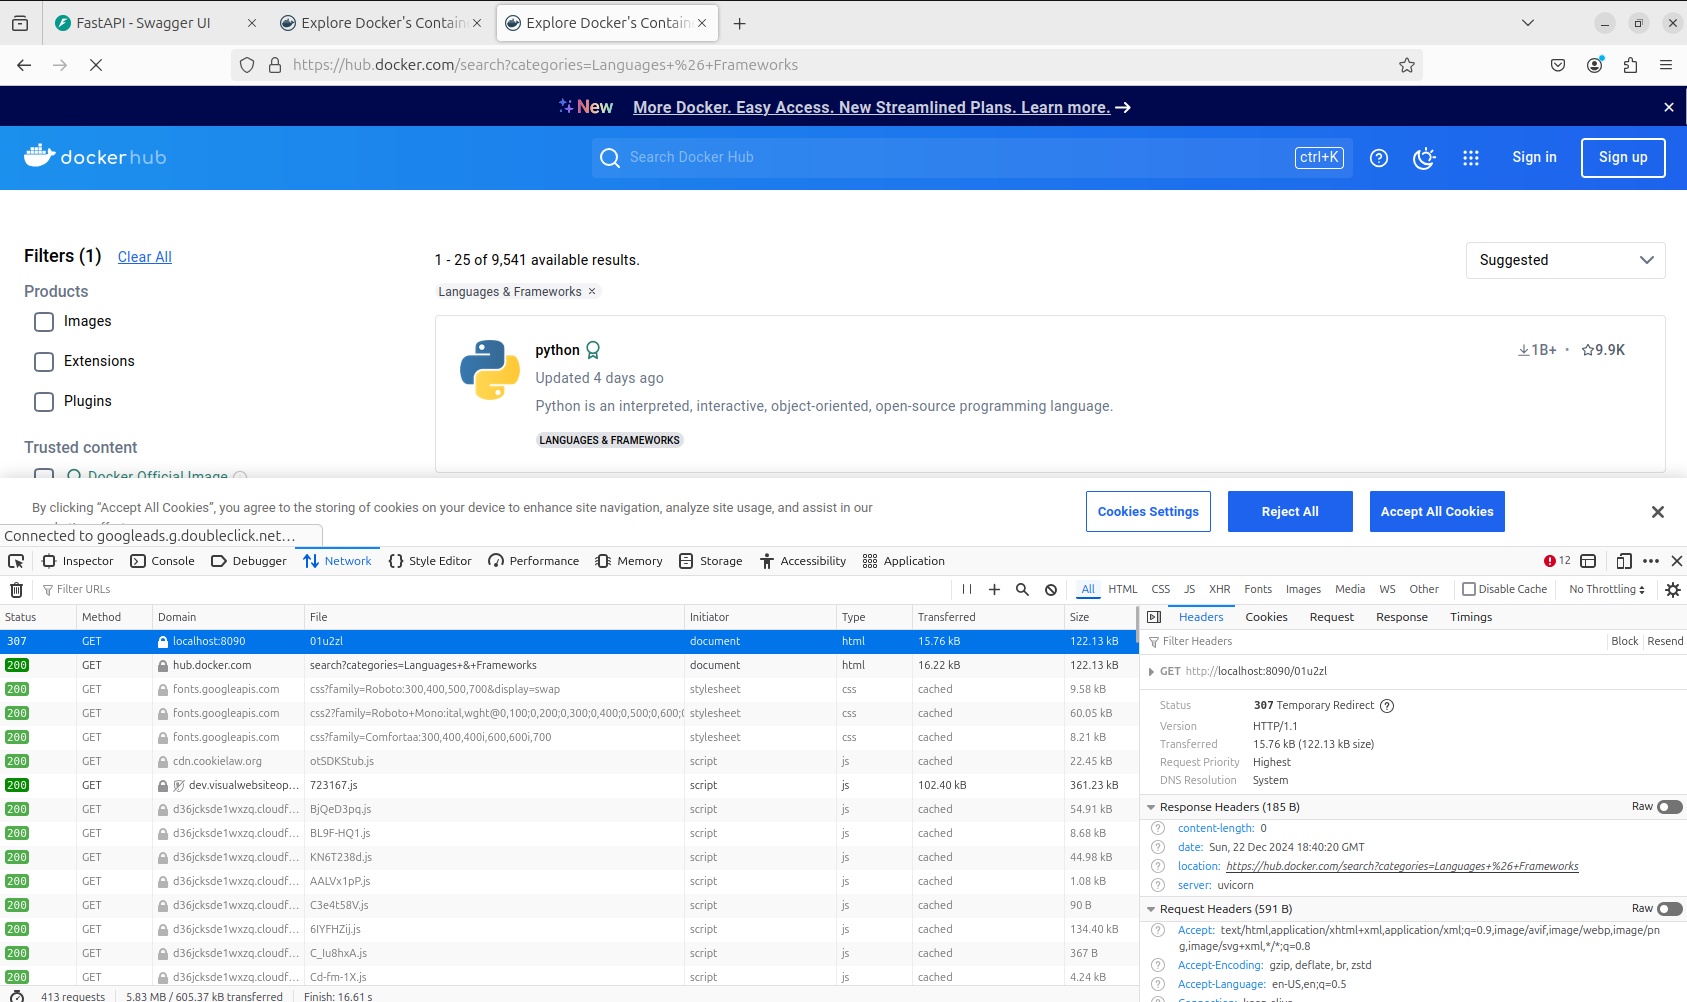 FastAPI - Swagger UI
Explore Docker's Contain
Explore Docker's Contain
https://hub.docker.com/search?categories=Languages+%26+Frameworks
New More Docker. Easy Access. New Streamlined Plans. Learn more.
docker hub
Search Docker Hub
ctrl+K
Sign in
Sign up
Filters (1) Clear All
1 - 25 of 9,541 available results.
Suggested
Products
Languages & Frameworks
Images
Extensions
Plugins
python
1B+ • 9.9K
Updated 4 days ago
Python is an interpreted, interactive, object-oriented, open-source programming language.
LANGUAGES & FRAMEWORKS
Trusted content
Docker Official Image
By clicking “Accept All Cookies”, you agree to the storing of cookies on your device to enhance site navigation, analyze site usage, and assist in our
Cookies Settings
Reject All
Accept All Cookies
Connected to googleads.g.doubleclick.net…
Inspector Console Debugger Network Style Editor Performance Memory Storage Accessibility Application 12
Filter URLs
All HTML CSS JS XHR Fonts Images Media WS Other Disable Cache No Throttling
Status Method Domain File Initiator Type Transferred Size
307 GET localhost:8090 01u2zl document html 15.76 kB 122.13 kB
200 GET hub.docker.com search?categories=Languages+&+Frameworks document html 16.22 kB 122.13 kB
200 GET fonts.googleapis.com css?family=Roboto:300,400,500,700&display=swap stylesheet css cached 9.58 kB
200 GET fonts.googleapis.com css2?family=Roboto+Mono:ital,wght@0,100;0,200;0,300;0,400;0,500;0,600;0 stylesheet css cached 60.05 kB
200 GET fonts.googleapis.com css?family=Comfortaa:300,400,400i,600,600i,700 stylesheet css cached 8.21 kB
200 GET cdn.cookielaw.org otSDKStub.js script js cached 22.45 kB
200 GET dev.visualwebsiteop… 723167.js script js 102.40 kB 361.23 kB
200 GET d36jcksde1wxzq.cloudf… BjQeD3pq.js script js cached 54.91 kB
200 GET d36jcksde1wxzq.cloudf… BL9F-HQ1.js script js cached 8.68 kB
200 GET d36jcksde1wxzq.cloudf… KN6T238d.js script js cached 44.98 kB
200 GET d36jcksde1wxzq.cloudf… AALVx1pP.js script js cached 1.08 kB
200 GET d36jcksde1wxzq.cloudf… C3e4t58V.js script js cached 90 B
200 GET d36jcksde1wxzq.cloudf… 6IYFHZij.js script js cached 134.40 kB
200 GET d36jcksde1wxzq.cloudf… C_Iu8hxA.js script js cached 367 B
200 GET d36jcksde1wxzq.cloudf… Cd-fm-1X.js script js cached 4.24 kB
413 requests 5.83 MB / 605.37 kB transferred Finish: 16.61 s
Headers Cookies Request Response Timings
Filter Headers Block Resend
GET http://localhost:8090/01u2zl
Status 307 Temporary Redirect
Version HTTP/1.1
Transferred 15.76 kB (122.13 kB size)
Request Priority Highest
DNS Resolution System
Response Headers (185 B) Raw
content-length: 0
date: Sun, 22 Dec 2024 18:40:20 GMT
location: https://hub.docker.com/search?categories=Languages+%26+Frameworks
server: uvicorn
Request Headers (591 B) Raw
Accept: text/html,application/xhtml+xml,application/xml;q=0.9,image/avif,image/webp,image/pn
g,image/svg+xml,*/*;q=0.8
Accept-Encoding: gzip, deflate, br, zstd
Accept-Language: en-US,en;q=0.5